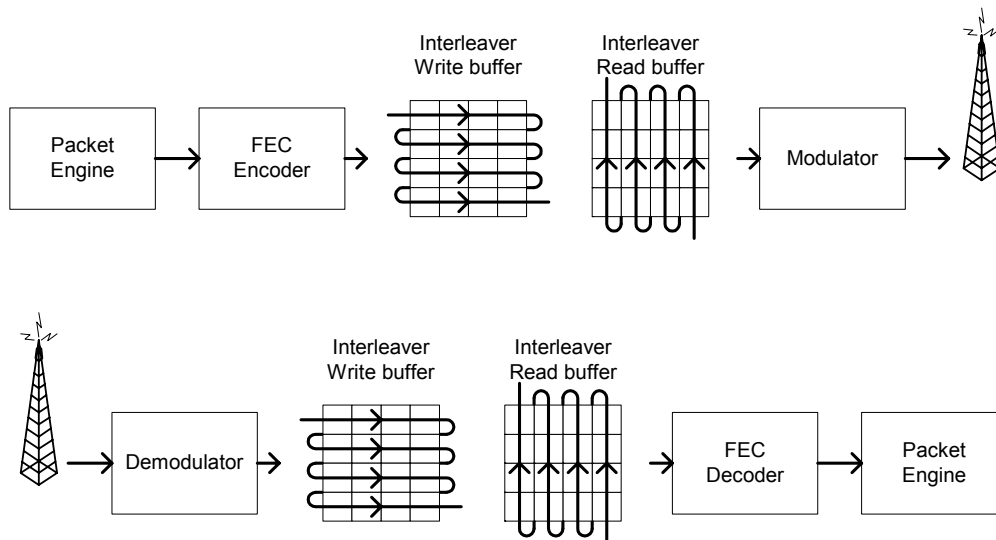 Interleaver
Write buffer
Interleaver
Read buffer
Packet
Engine
FEC
Encoder
Modulator
Interleaver
Write buffer
Interleaver
Read buffer
Demodulator
FEC
Decoder
Packet
Engine